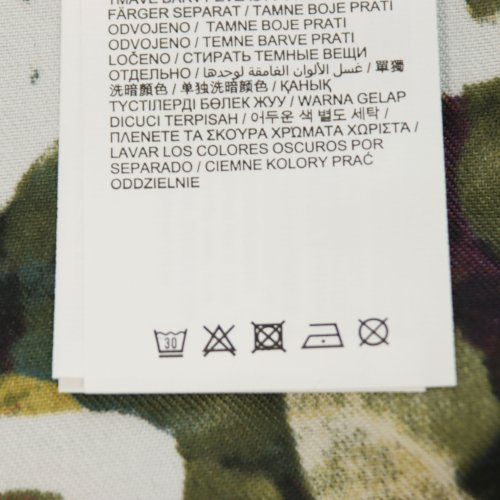 FÄRGER SEPARAT / TAMNE BOJE PRATI
ODVOJENO / TAMNE BOJE PRATI
ODVOJENO / TEMNE BARVE PRATI
LOČENO / СТИРАТЬ ТЕМНЫЕ ВЕЩИ
ОТДЕЛЬНО / غسل الألوان الغامقة لوحدها / 單獨
洗暗顏色 / 单独洗暗颜色 / ҚАНЫҚ
ТҮСТІЛЕРДІ БӨЛЕК ЖУУ / WARNA GELAP
DICUCI TERPISAH / 어두운 색 별도 세탁 /
ΠΛΕΝΕΤΕ ΤΑ ΣΚΟΥΡΑ ΧΡΩΜΑΤΑ ΧΩΡΙΣΤΑ /
LAVAR LOS COLORES OSCUROS POR
SEPARADO / CIEMNE KOLORY PRAĆ
ODDZIELNIE
30